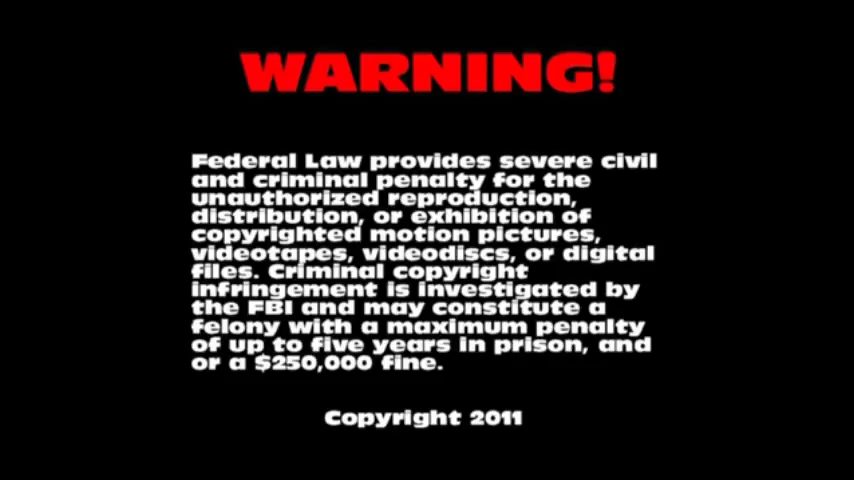 WARNING!
Federal Law provides severe civil
and criminal penalty for the
unauthorized reproduction,
distribution, or exhibition of
copyrighted motion pictures,
videotapes, videodiscs, or digital
files. Criminal copyright
infringement is investigated by
the FBI and may constitute a
felony with a maximum penalty
of up to five years in prison, and
or a $250,000 fine.
Copyright 2011